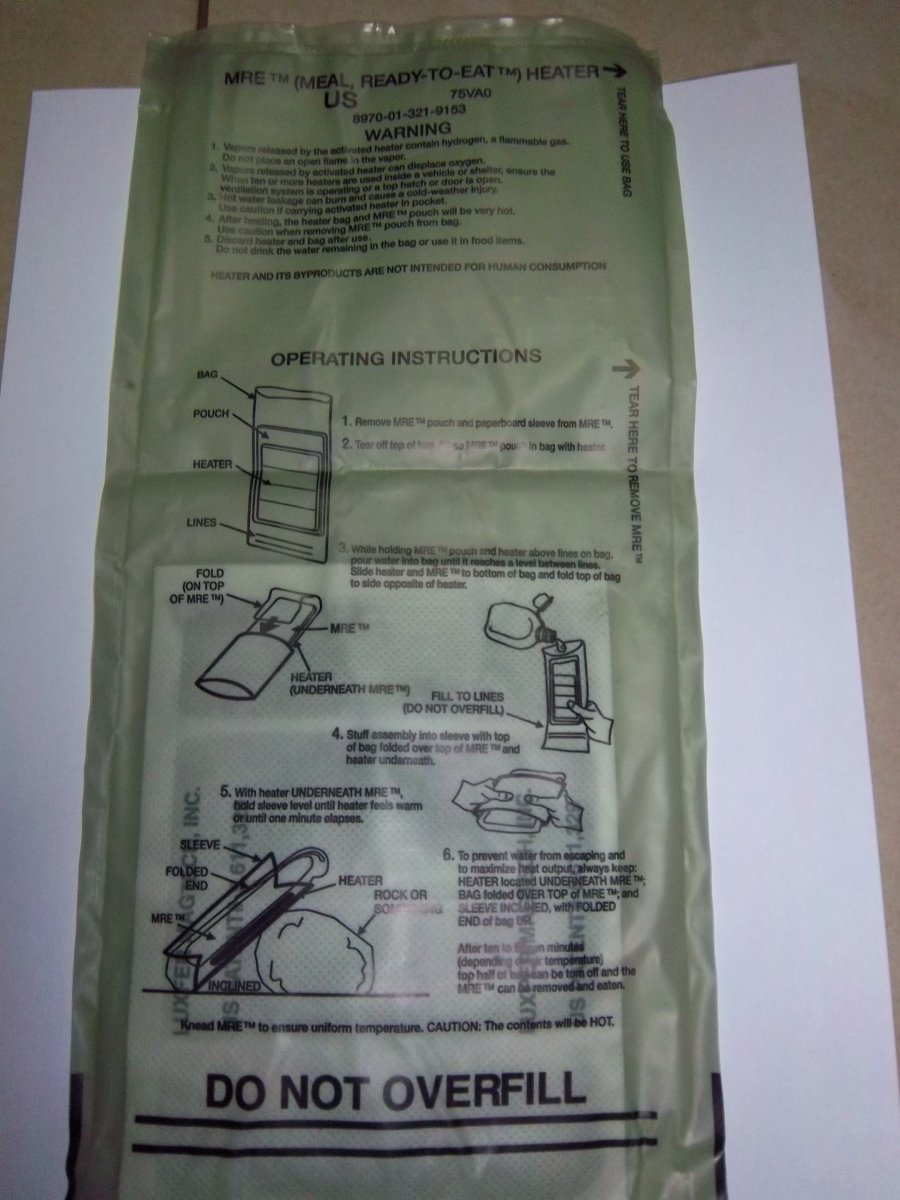 MRE™ (MEAL, READY-TO-EAT™) HEATER →
US 75VA0
8970-01-321-9153
WARNING
1. Vapors released by the activated heater contain hydrogen, a flammable gas.
Do not place an open flame in the vapor.
2. Vapors released by activated heater can displace oxygen.
When ten or more heaters are used inside a vehicle or shelter, ensure the
ventilation system is operating or a top hatch or door is open.
3. Hot water leakage can burn and cause a cold-weather injury.
Use caution if carrying activated heater in pocket.
4. After heating, the heater bag and MRE™ pouch will be very hot.
Use caution when removing MRE™ pouch from bag.
5. Discard heater and bag after use.
Do not drink the water remaining in the bag or use it in food items.
HEATER AND ITS BYPRODUCTS ARE NOT INTENDED FOR HUMAN CONSUMPTION
TEAR HERE TO USE BAG
OPERATING INSTRUCTIONS
→
TEAR HERE TO REMOVE MRE™
BAG
POUCH
HEATER
LINES
1. Remove MRE™ pouch and paperboard sleeve from MRE™.
2. Tear off top of bag. MRE™ pouch in bag with heater.
3. While holding MRE™ pouch and heater above lines on bag,
pour water into bag until it reaches a level between lines.
Slide heater and MRE™ to bottom of bag and fold top of bag
to side opposite of heater.
FOLD
(ON TOP
OF MRE™)
MRE™
HEATER
(UNDERNEATH MRE™)
FILL TO LINES
(DO NOT OVERFILL)
4. Stuff assembly into sleeve with top
of bag folded over top of MRE™ and
heater underneath.
5. With heater UNDERNEATH MRE™,
hold sleeve level until heater feels warm
or until one minute elapses.
SLEEVE
FOLDED
END
MRE™
HEATER
ROCK OR
SOMETHING
INCLINED
6. To prevent water from escaping and
to maximize heat output, always keep:
HEATER located UNDERNEATH MRE™;
BAG folded OVER TOP of MRE™; and
SLEEVE INCLINED, with FOLDED
END of bag UP.
After ten to minutes
(depending temperature)
top half of bag can be torn off and the
MRE™ can be removed and eaten.
Knead MRE™ to ensure uniform temperature. CAUTION: The contents will be HOT.
DO NOT OVERFILL